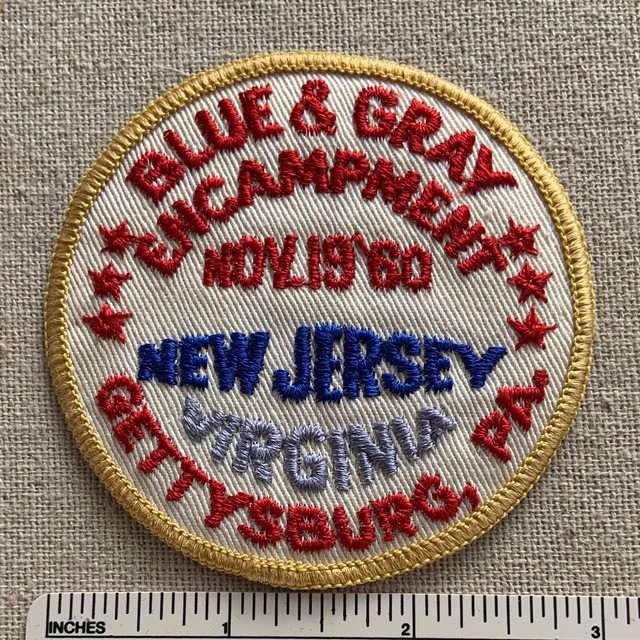 BLUE & GRAY
ENCAMPMENT
NOV.19'60
NEW JERSEY
VIRGINIA
GETTYSBURG, PA.
INCHES 1 2 3